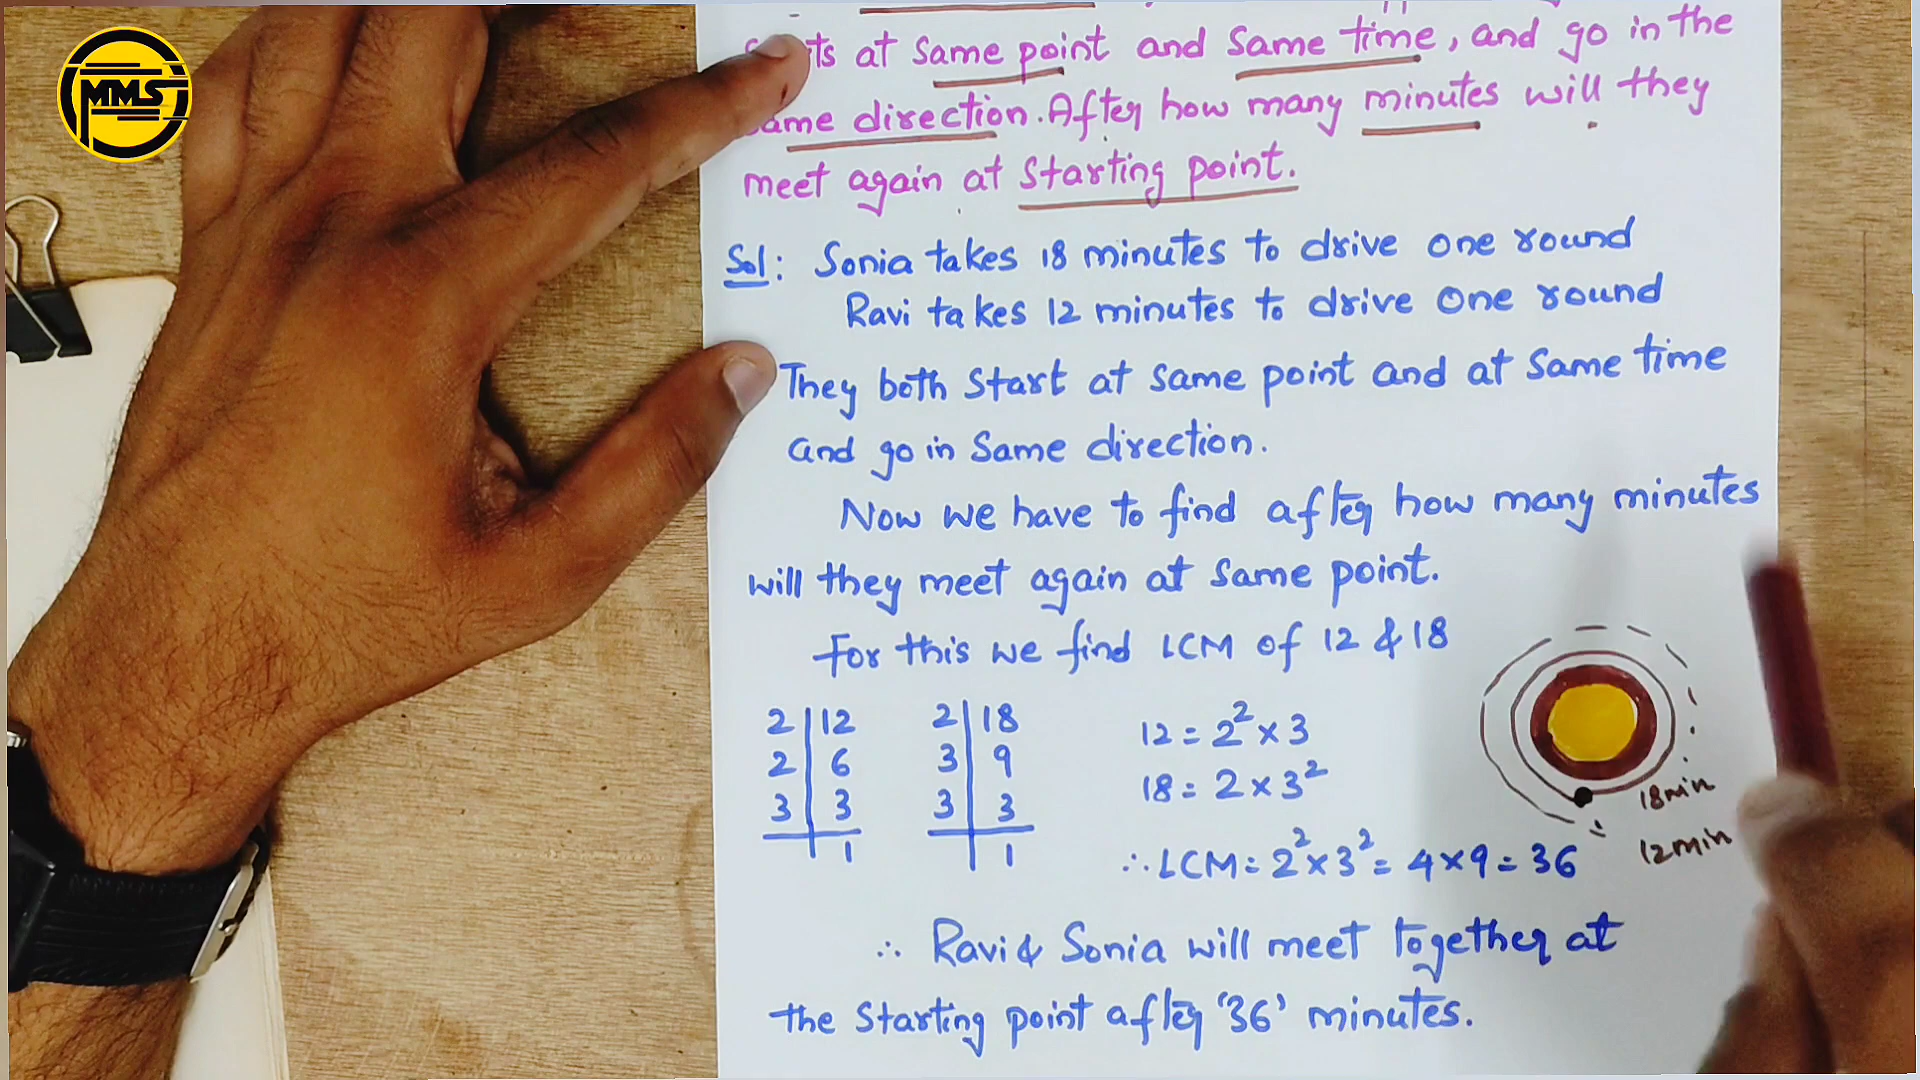 MMS
at same point and same time, and go in the
same direction. After how many minutes will they
meet again at starting point.
Sol: Sonia takes 18 minutes to drive one round
Ravi takes 12 minutes to drive one round
They both start at same point and at same time
and go in same direction.
Now we have to find after how many minutes
will they meet again at same point.
For this we find LCM of 12 & 18
2 | 12 2 | 18 12 = 2² × 3
2 | 6 3 | 9 18 = 2 × 3²
3 | 3 3 | 3
1 1
∴ LCM = 2² × 3² = 4 × 9 = 36
18min
12min
∴ Ravi & Sonia will meet together at
the starting point after '36' minutes.